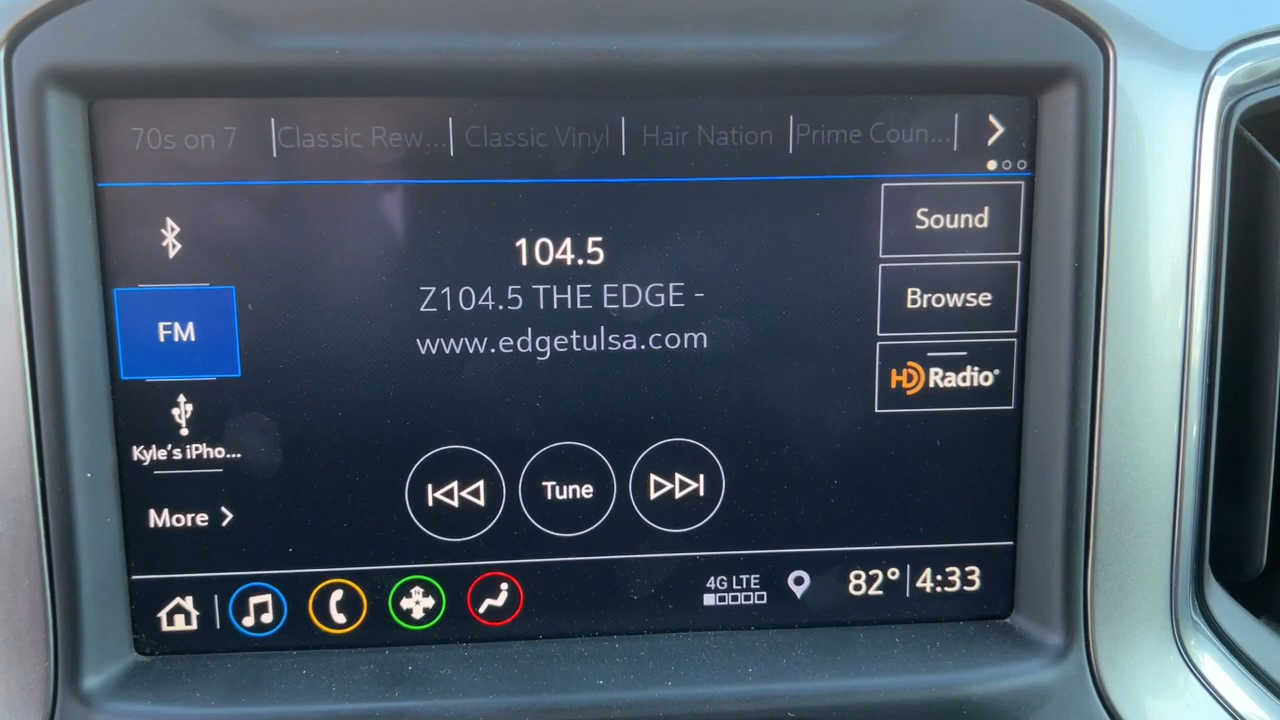 70s on 7 Classic Rew... Classic Vinyl Hair Nation Prime Coun...
104.5
Z104.5 THE EDGE -
www.edgetulsa.com
Sound
Browse
HD Radio
FM
Kyle's iPho...
More
Tune
4G LTE
82° 4:33